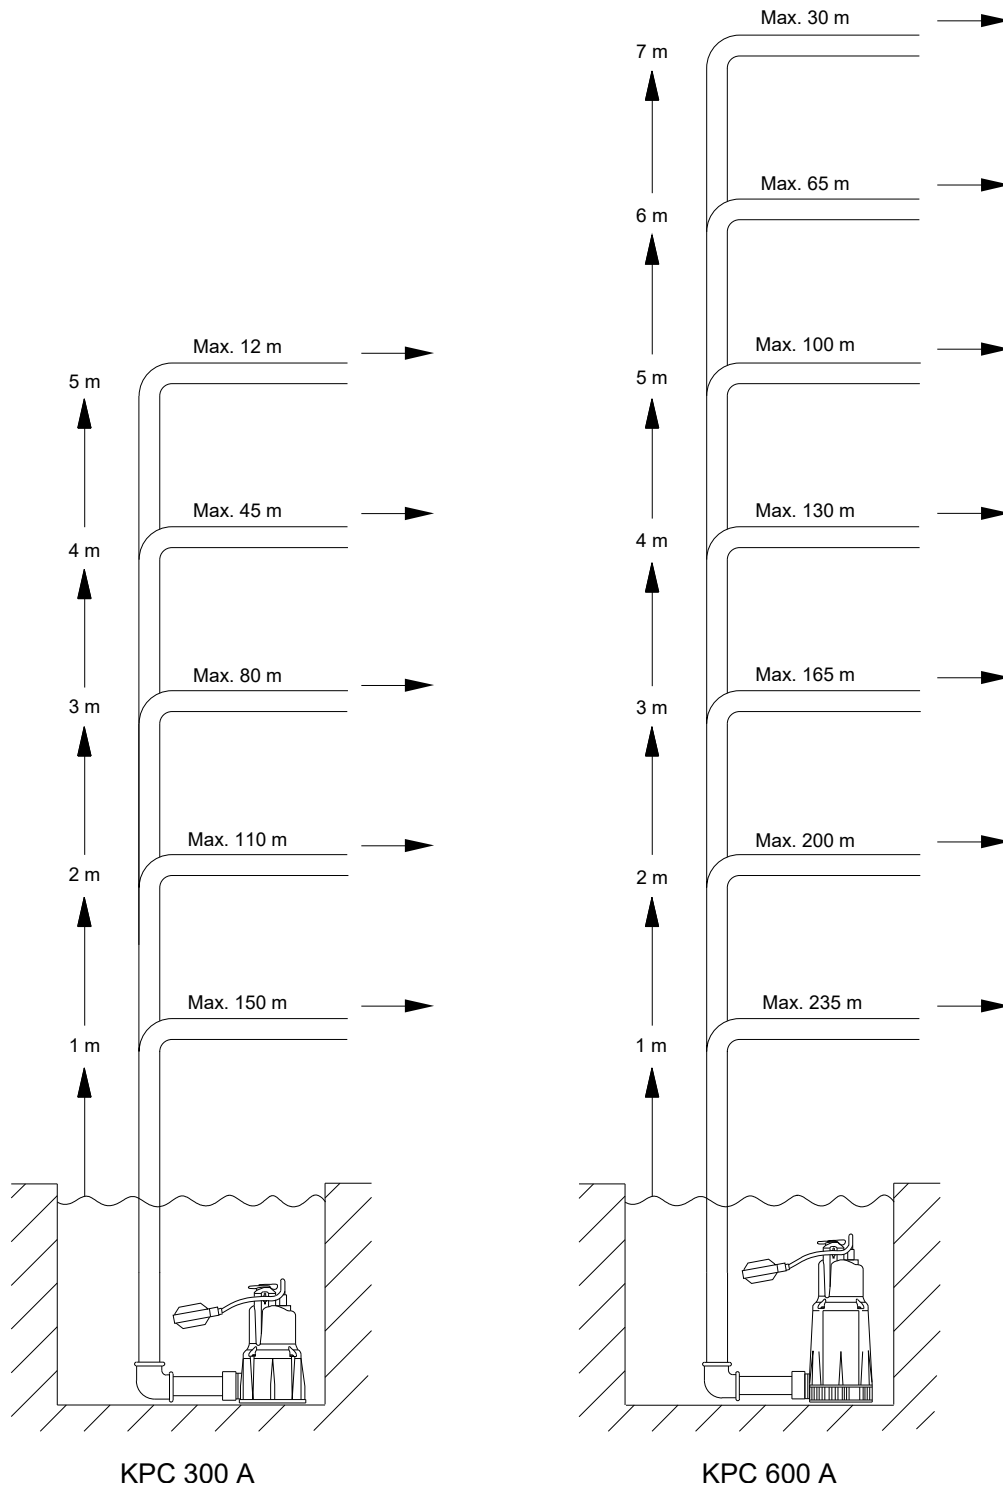 Max. 12 m
5 m
Max. 45 m
4 m
Max. 80 m
3 m
Max. 110 m
2 m
Max. 150 m
1 m
KPC 300 A
Max. 30 m
7 m
Max. 65 m
6 m
Max. 100 m
5 m
Max. 130 m
4 m
Max. 165 m
3 m
Max. 200 m
2 m
Max. 235 m
1 m
KPC 600 A